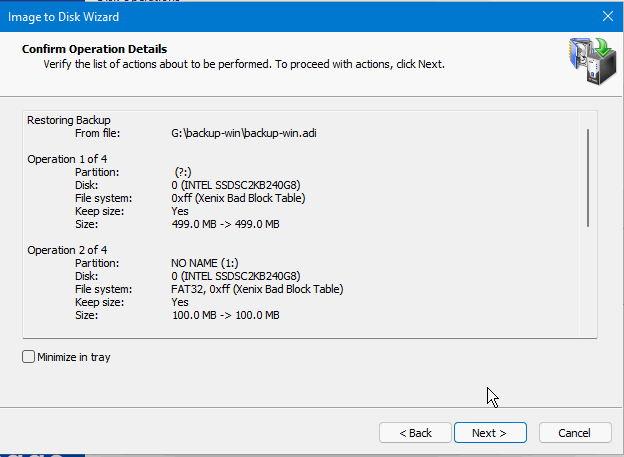 Image to Disk Wizard
Confirm Operation Details
Verify the list of actions about to be performed. To proceed with actions, click Next.
Restoring Backup
From file: G:\backup-win\backup-win.adi
Operation 1 of 4
Partition: (?:)
Disk: 0 (INTEL SSDSC2KB240G8)
File system: 0xff (Xenix Bad Block Table)
Keep size: Yes
Size: 499.0 MB -> 499.0 MB
Operation 2 of 4
Partition: NO NAME (1:)
Disk: 0 (INTEL SSDSC2KB240G8)
File system: FAT32, 0xff (Xenix Bad Block Table)
Keep size: Yes
Size: 100.0 MB -> 100.0 MB
Minimize in tray
< Back Next > Cancel